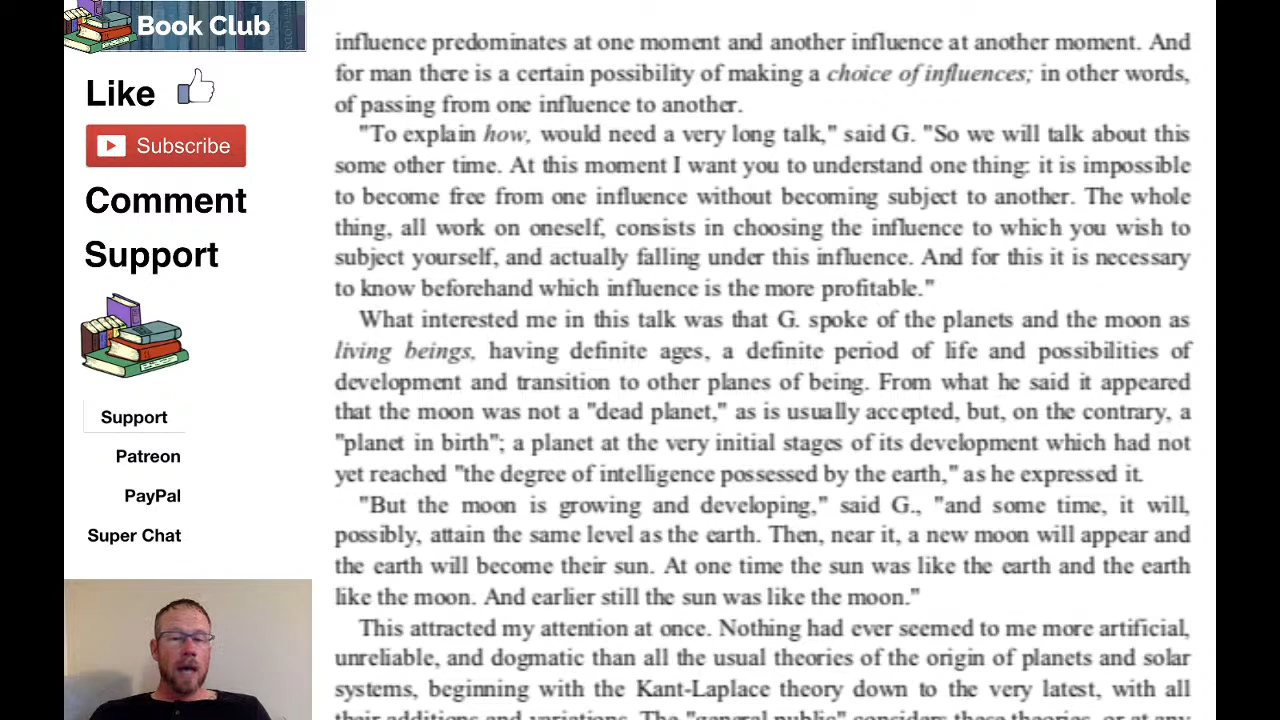 Book Club
Like
Subscribe
Comment
Support
Support
Patreon
PayPal
Super Chat
influence predominates at one moment and another influence at another moment. And
for man there is a certain possibility of making a choice of influences; in other words,
of passing from one influence to another.
"To explain how, would need a very long talk," said G. "So we will talk about this
some other time. At this moment I want you to understand one thing: it is impossible
to become free from one influence without becoming subject to another. The whole
thing, all work on oneself, consists in choosing the influence to which you wish to
subject yourself, and actually falling under this influence. And for this it is necessary
to know beforehand which influence is the more profitable."
What interested me in this talk was that G. spoke of the planets and the moon as
living beings, having definite ages, a definite period of life and possibilities of
development and transition to other planes of being. From what he said it appeared
that the moon was not a "dead planet," as is usually accepted, but, on the contrary, a
"planet in birth"; a planet at the very initial stages of its development which had not
yet reached "the degree of intelligence possessed by the earth," as he expressed it.
"But the moon is growing and developing," said G., "and some time, it will,
possibly, attain the same level as the earth. Then, near it, a new moon will appear and
the earth will become their sun. At one time the sun was like the earth and the earth
like the moon. And earlier still the sun was like the moon."
This attracted my attention at once. Nothing had ever seemed to me more artificial,
unreliable, and dogmatic than all the usual theories of the origin of planets and solar
systems, beginning with the Kant-Laplace theory down to the very latest, with all
their additions and variations. The "general public" considers these theories, or at any